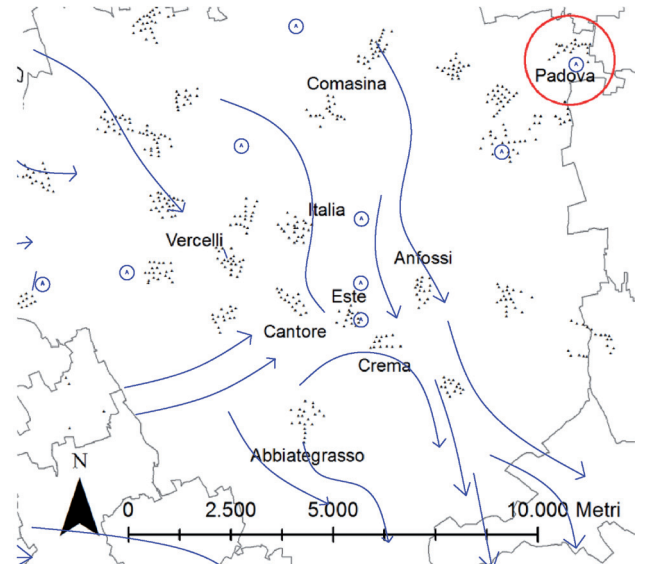 Comasina
Padova
Italia
Vercelli
Anfossi
Este
Cantore
Crema
Abbiategrasso
N
0 2.500 5.000 10.000 Metri